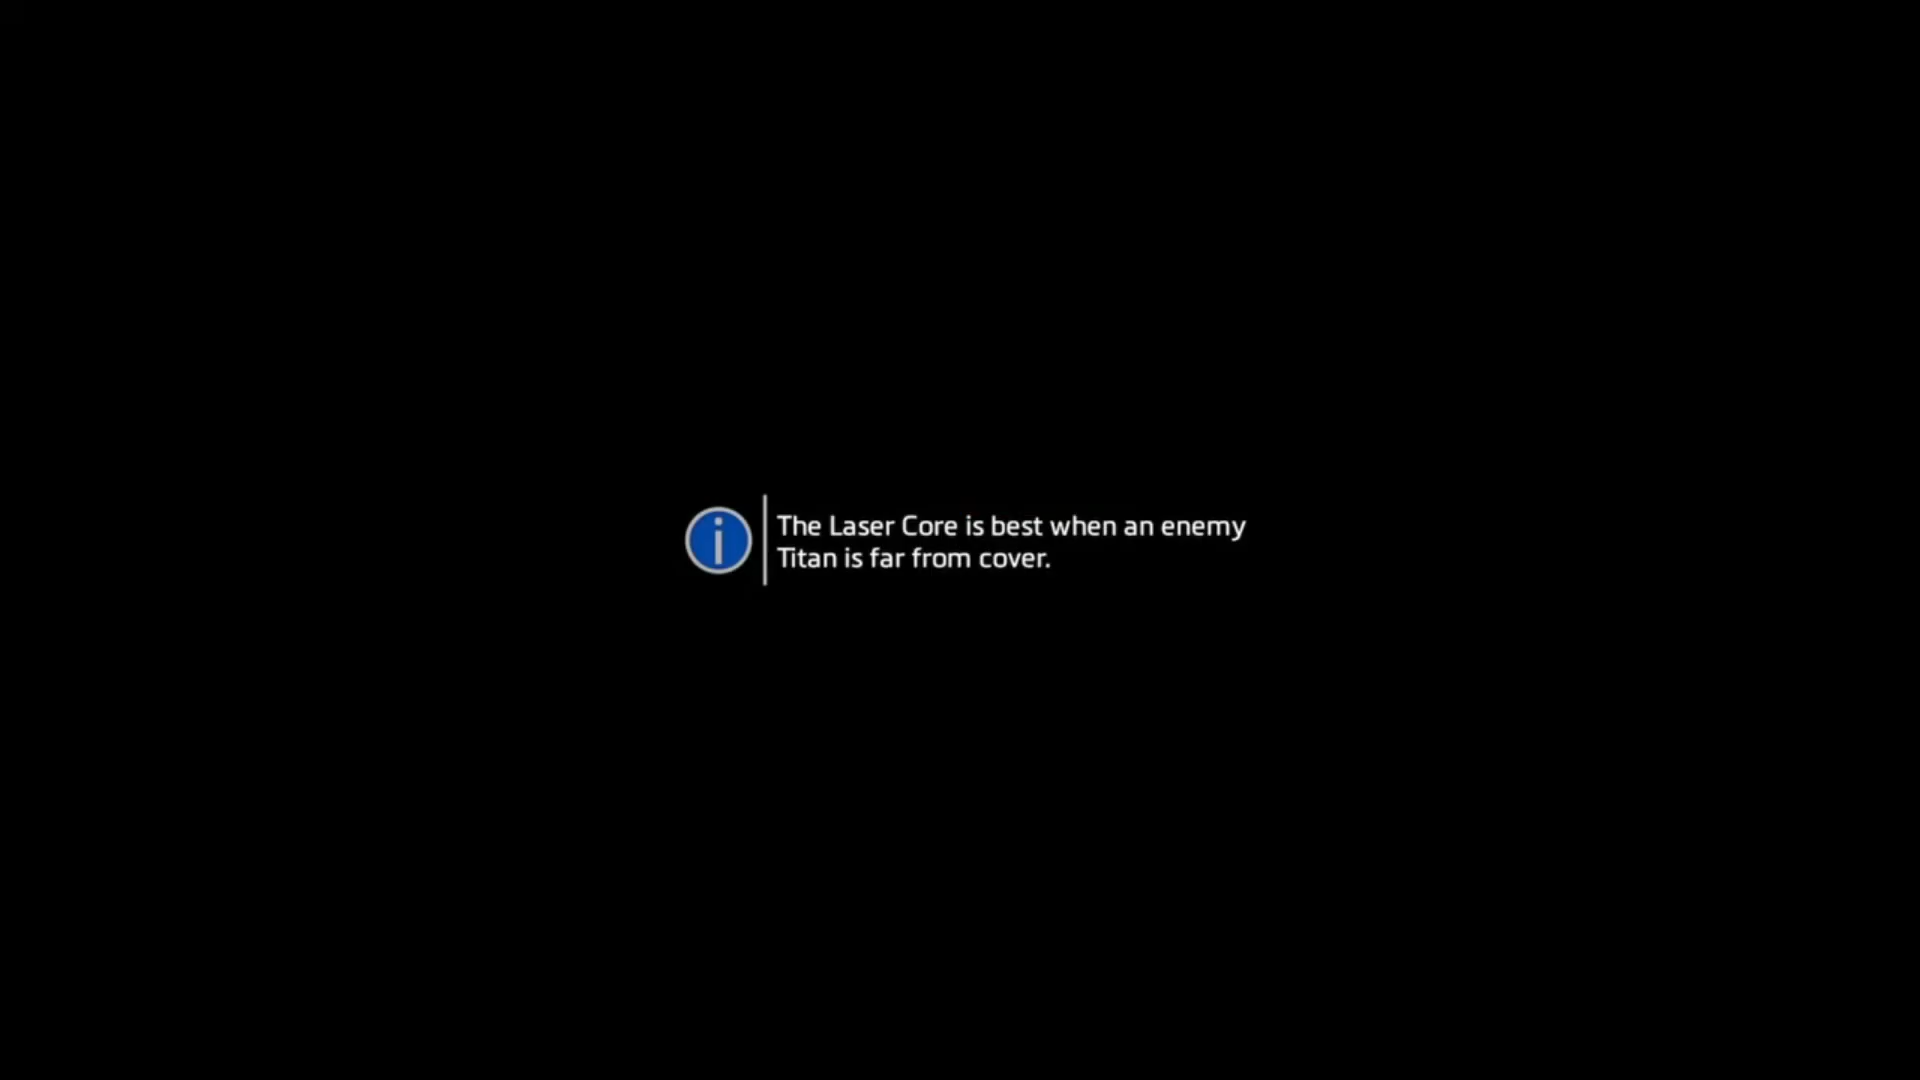 The Laser Core is best when an enemy
Titan is far from cover.